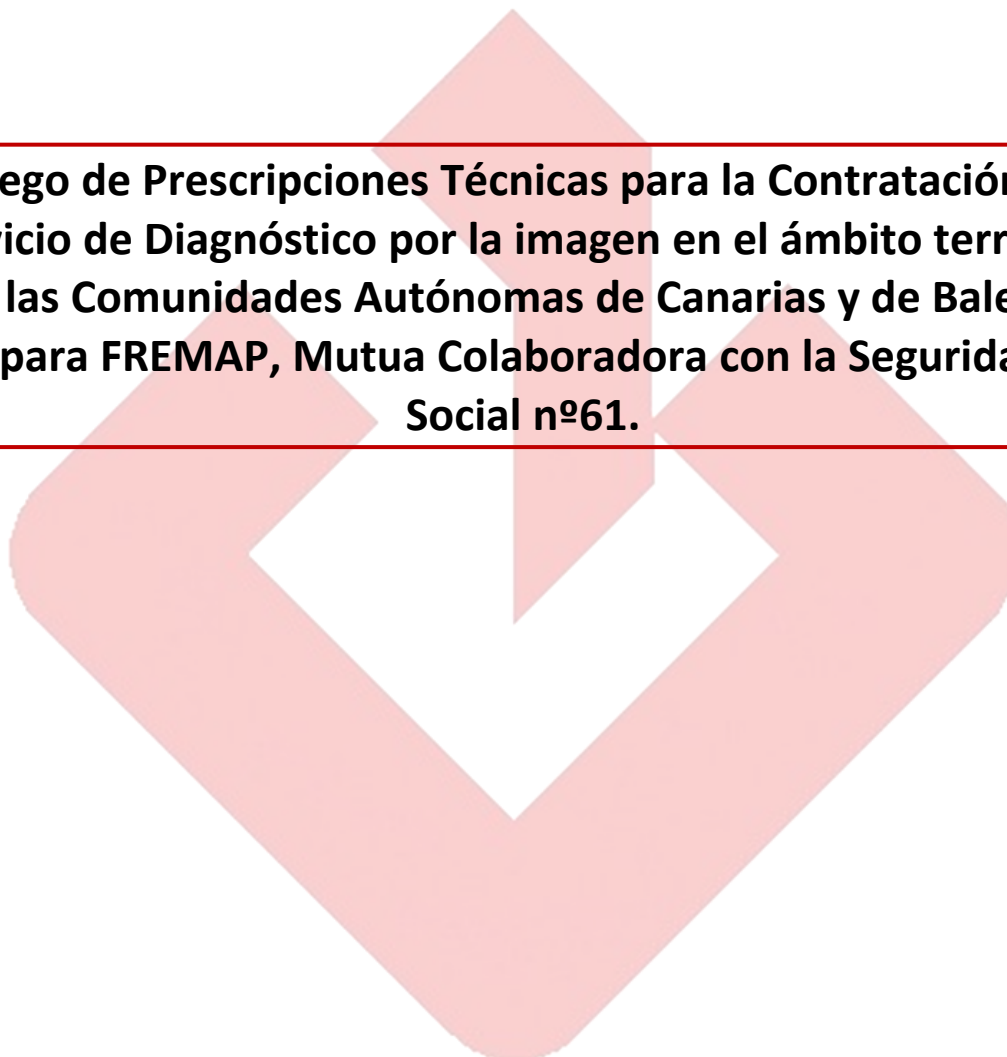 ego de Prescripciones Técnicas para la Contratación
icio de Diagnóstico por la imagen en el ámbito terr
las Comunidades Autónomas de Canarias y de Bale
para FREMAP, Mutua Colaboradora con la Segurida
Social nº61.